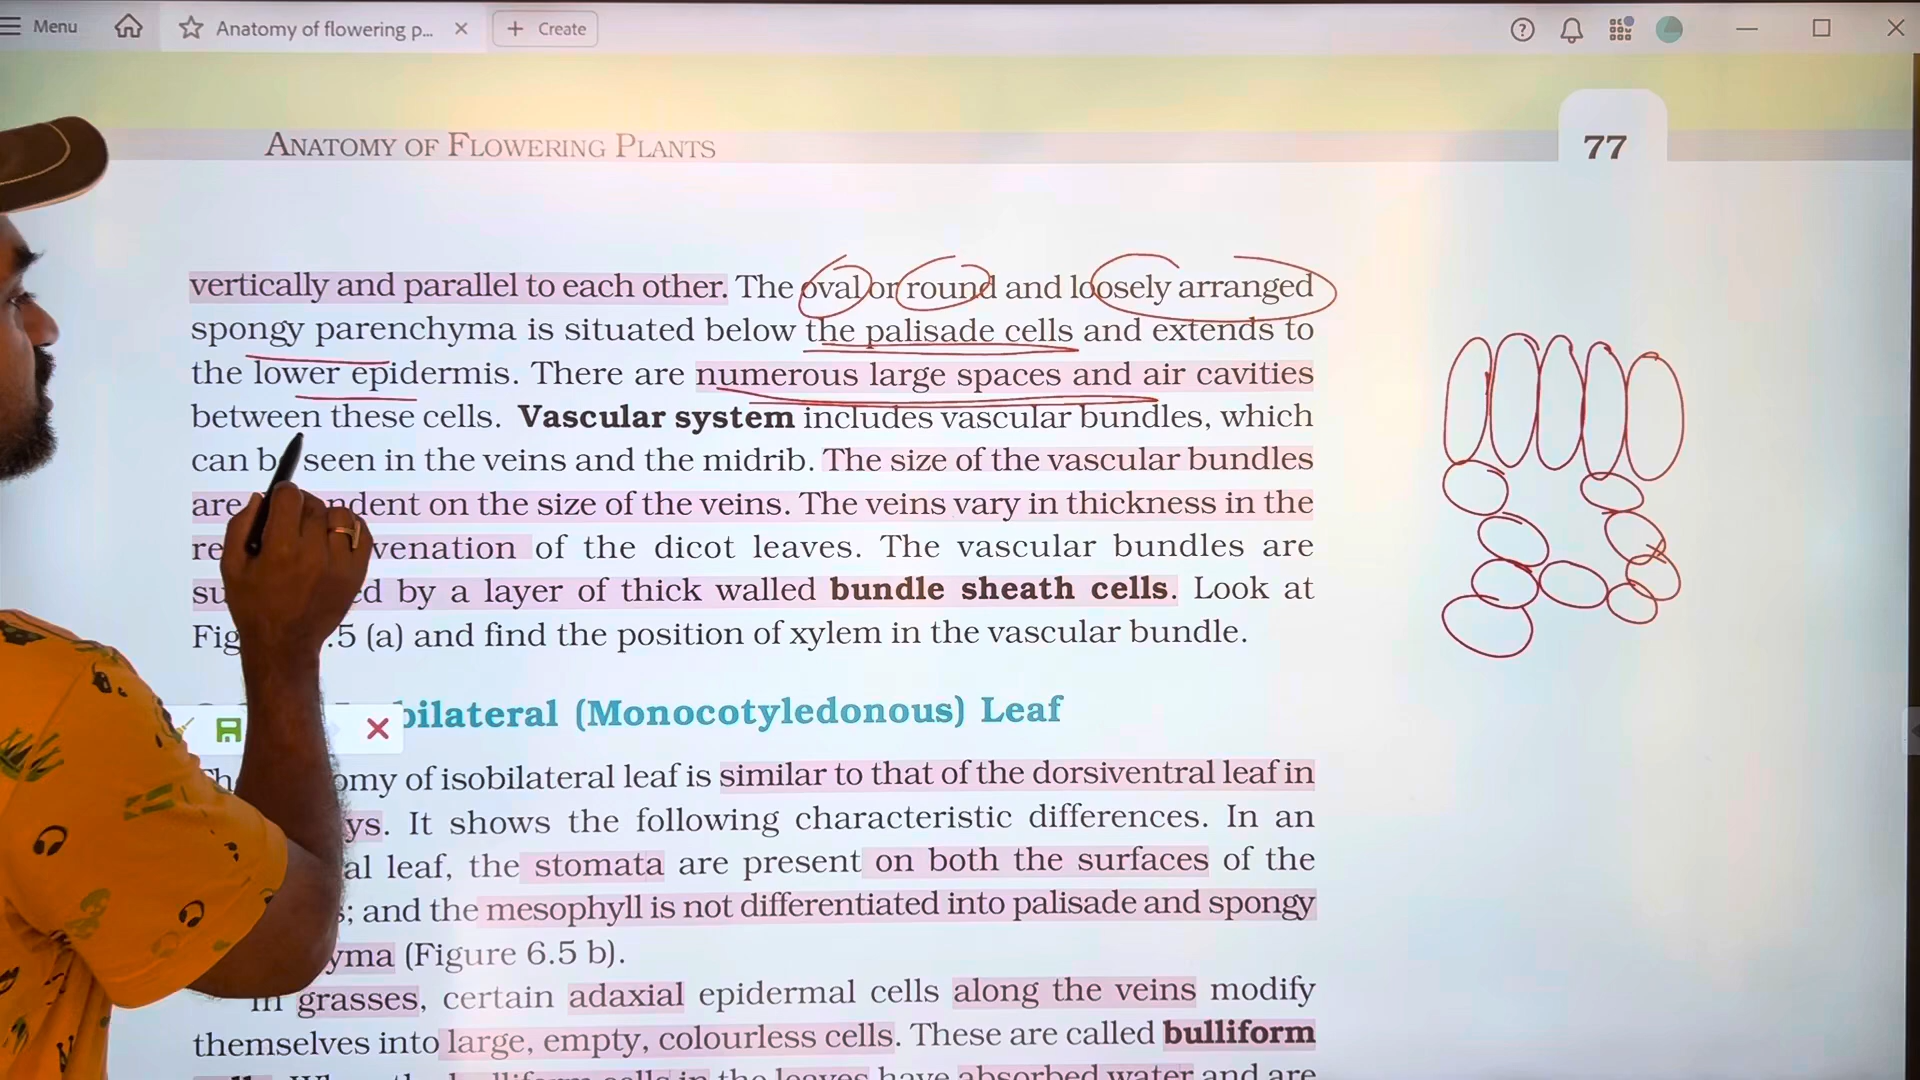 Menu
Anatomy of flowering p...
Create
ANATOMY OF FLOWERING PLANTS
77
vertically and parallel to each other. The oval or round and loosely arranged
spongy parenchyma is situated below the palisade cells and extends to
the lower epidermis. There are numerous large spaces and air cavities
between these cells. Vascular system includes vascular bundles, which
can be seen in the veins and the midrib. The size of the vascular bundles
are dent on the size of the veins. The veins vary in thickness in the
re venation of the dicot leaves. The vascular bundles are
su d by a layer of thick walled bundle sheath cells. Look at
Fig .5 (a) and find the position of xylem in the vascular bundle.
bilateral (Monocotyledonous) Leaf
omy of isobilateral leaf is similar to that of the dorsiventral leaf in
ys. It shows the following characteristic differences. In an
al leaf, the stomata are present on both the surfaces of the
; and the mesophyll is not differentiated into palisade and spongy
yma (Figure 6.5 b).
In grasses, certain adaxial epidermal cells along the veins modify
themselves into large, empty, colourless cells. These are called bulliform
the leaves have absorbed water and are